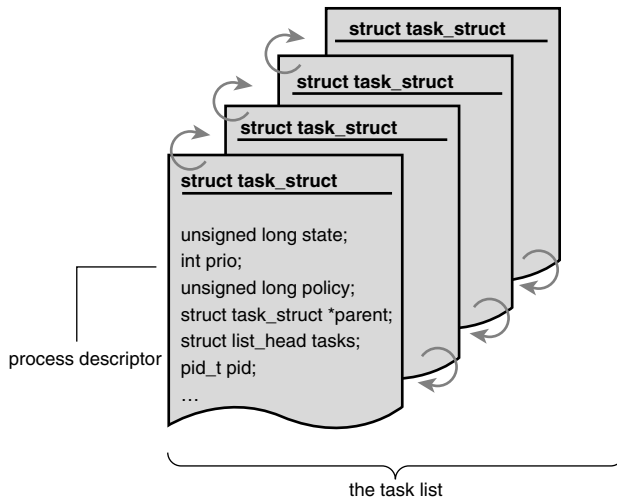 struct task_struct
struct task_struct
struct task_struct
struct task_struct
unsigned long state;
int prio;
unsigned long policy;
struct task_struct *parent;
struct list_head tasks;
pid_t pid;
…
process descriptor
the task list